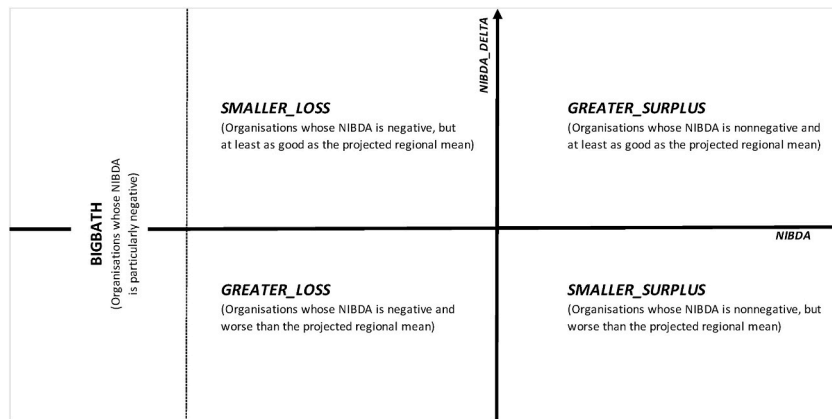 NIBDA_DELTA
SMALLER_LOSS
(Organisations whose NIBDA is negative, but
at least as good as the projected regional mean)
GREATER_SURPLUS
(Organisations whose NIBDA is nonnegative and
at least as good as the projected regional mean)
BIGBATH
(Organisations whose NIBDA
is particularly negative)
NIBDA
GREATER_LOSS
(Organisations whose NIBDA is negative and
worse than the projected regional mean)
SMALLER_SURPLUS
(Organisations whose NIBDA is nonnegative, but
worse than the projected regional mean)